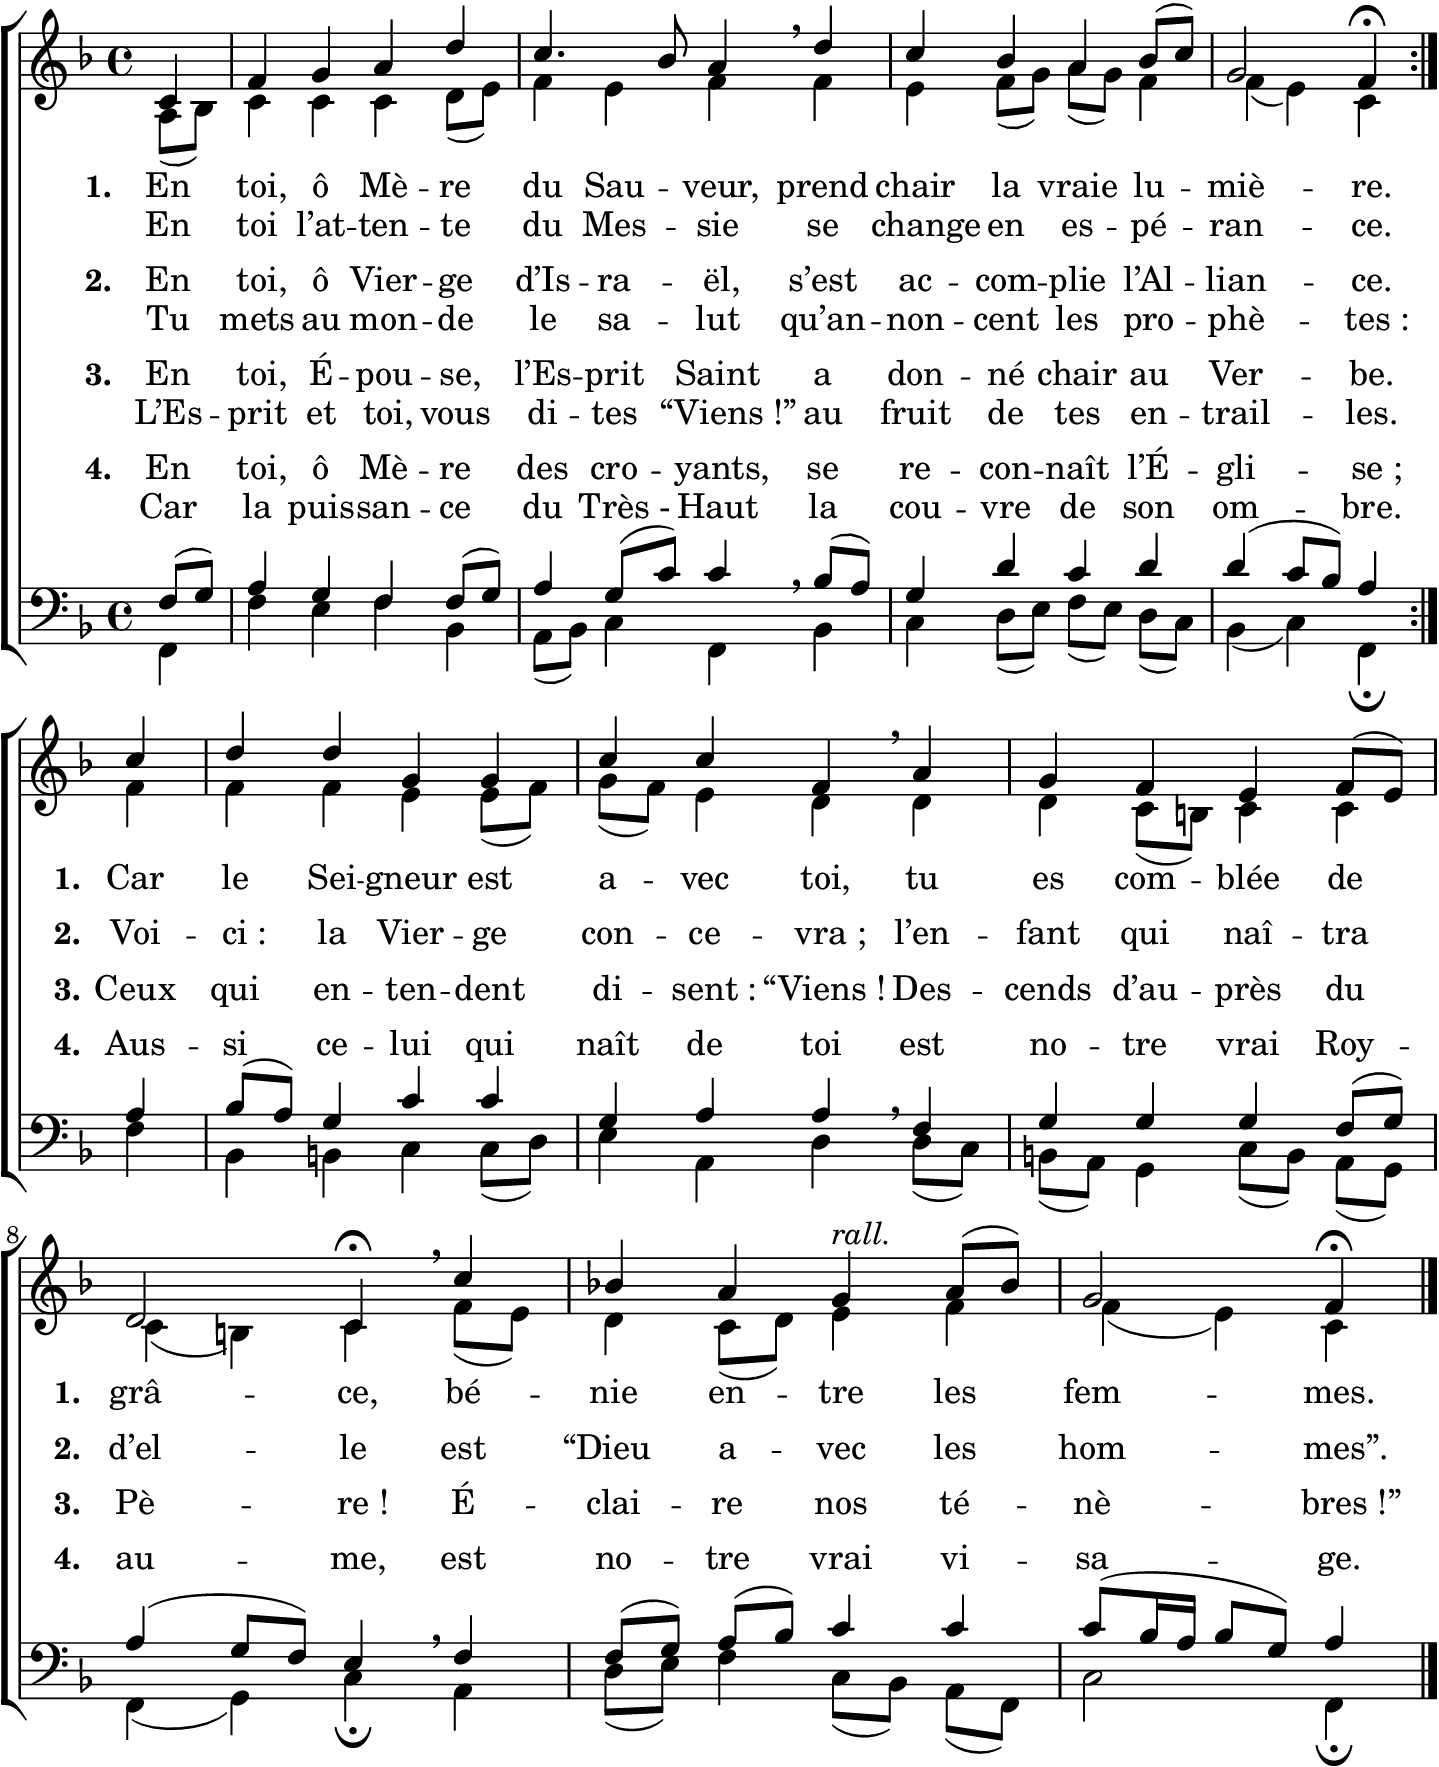 1. En toi, ô Mè -- re du Sau -- veur, prend chair la vraie lu -- miè -- re.
En toi l’at -- ten -- te du Mes -- sie se change en es -- pé -- ran -- ce.
2. En toi, ô Vier -- ge d’Is -- ra -- ël, s’est ac -- com -- plie l’Al -- lian -- ce.
Tu mets au mon -- de le sa -- lut qu’an -- non -- cent les pro -- phè -- tes :
3. En toi, É -- pou -- se, l’Es -- prit Saint a don -- né chair au Ver -- be.
L’Es -- prit et toi, vous di -- tes “Viens !” au fruit de tes en -- trail -- les.
4. En toi, ô Mè -- re des cro -- yants, se re -- con -- naît l’É -- gli -- se ;
Car la puis -- san -- ce du Très - Haut la cou -- vre de son om -- bre.
1. Car le Sei -- gneur est a -- vec toi, tu es com -- blée de
2. Voi -- ci : la Vier -- ge con -- ce -- vra ; l’en -- fant qui naî -- tra
3. Ceux qui en -- ten -- dent di -- sent : “Viens ! Des -- cends d’au -- près du
4. Aus -- si ce -- lui qui naît de toi est no -- tre vrai Roy --
8
rall.
1. grâ -- ce, bé -- nie en -- tre les fem -- mes.
2. d’el -- le est “Dieu a -- vec les hom -- mes”.
3. Pè -- re ! É -- clai -- re nos té -- nè -- bres !”
4. au -- me, est no -- tre vrai vi -- sa -- ge.